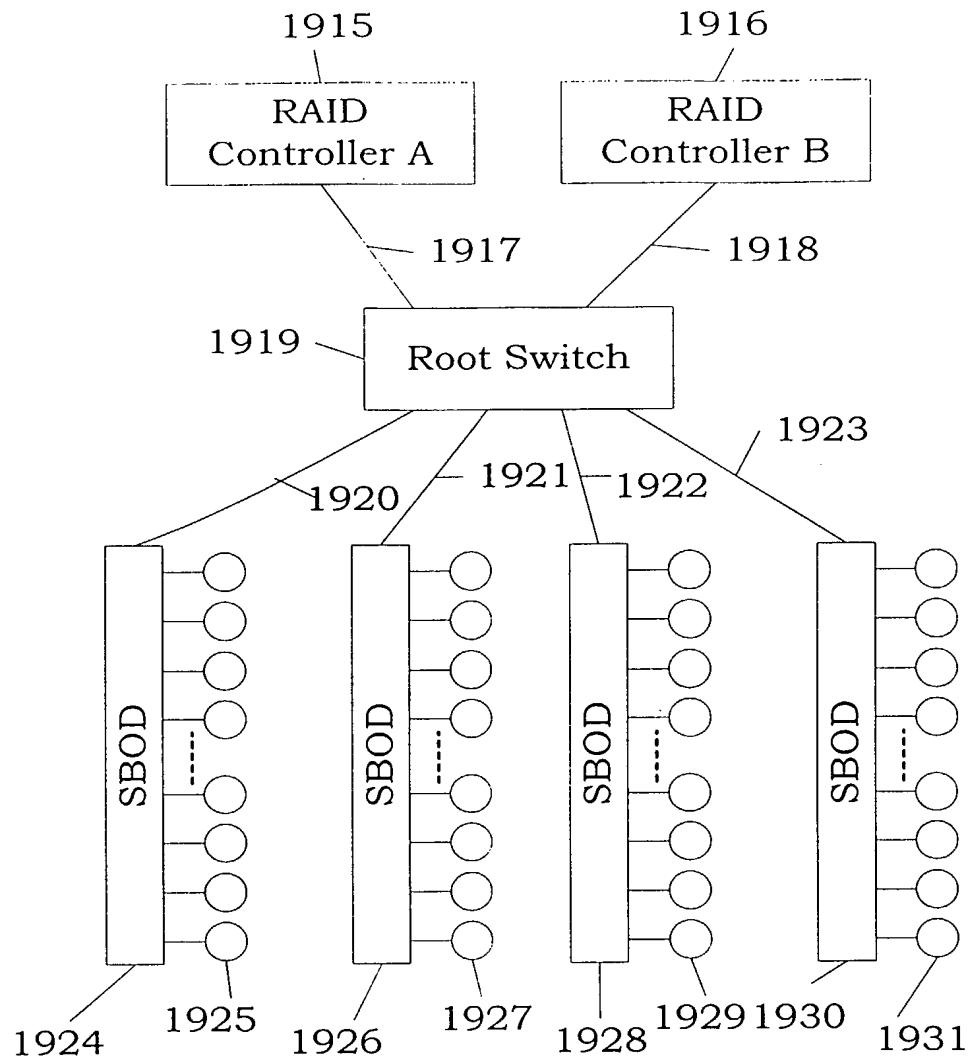 1915
1916
RAID
Controller A
RAID
Controller B
1917
1918
1919
Root Switch
1920
1921
1922
1923
SBOD
SBOD
SBOD
SBOD
1924
1925
1926
1927
1928
1929
1930
1931